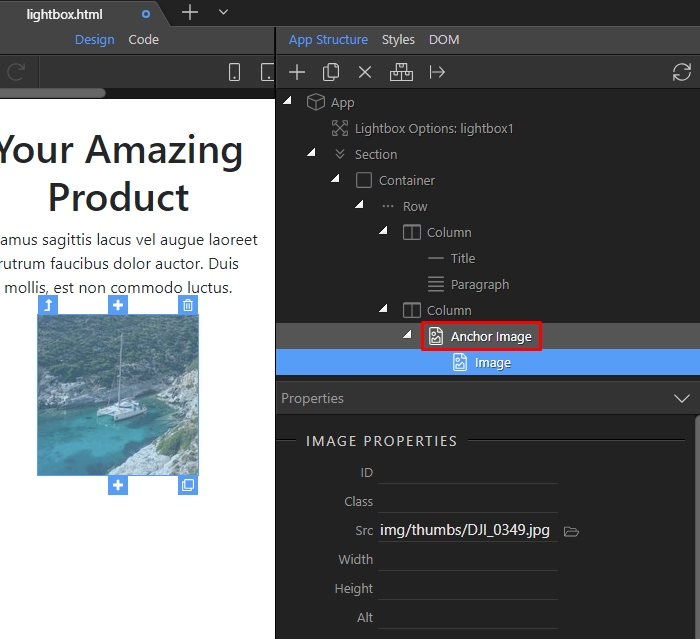 lightbox.html
Design Code
App Structure Styles DOM
App
Lightbox Options: lightbox1
Section
Container
Row
Column
Title
Paragraph
Column
Anchor Image
Image
Your Amazing
Product
amus sagittis lacus vel augue laoreet
rutrum faucibus dolor auctor. Duis
mollis, est non commodo luctus.
Properties
IMAGE PROPERTIES
ID
Class
Src img/thumbs/DJI_0349.jpg
Width
Height
Alt